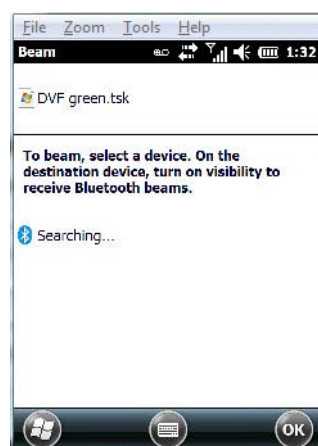 File Zoom Tools Help
Beam 1:32
DVF green.tsk
To beam, select a device. On the
destination device, turn on visibility to
receive Bluetooth beams.
Searching...
OK